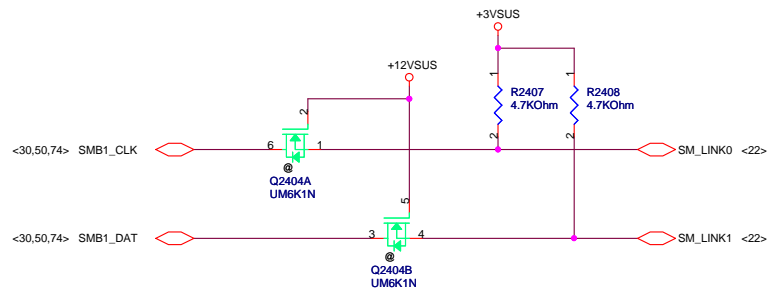 +3VSUS
+12VSUS
1
1
R2407
4.7KOhm
R2408
4.7KOhm
2
2
2
<30,50,74> SMB1_CLK
6
1
SM_LINK0 <22>
@
Q2404A
UM6K1N
5
<30,50,74> SMB1_DAT
3
4
SM_LINK1 <22>
@
Q2404B
UM6K1N